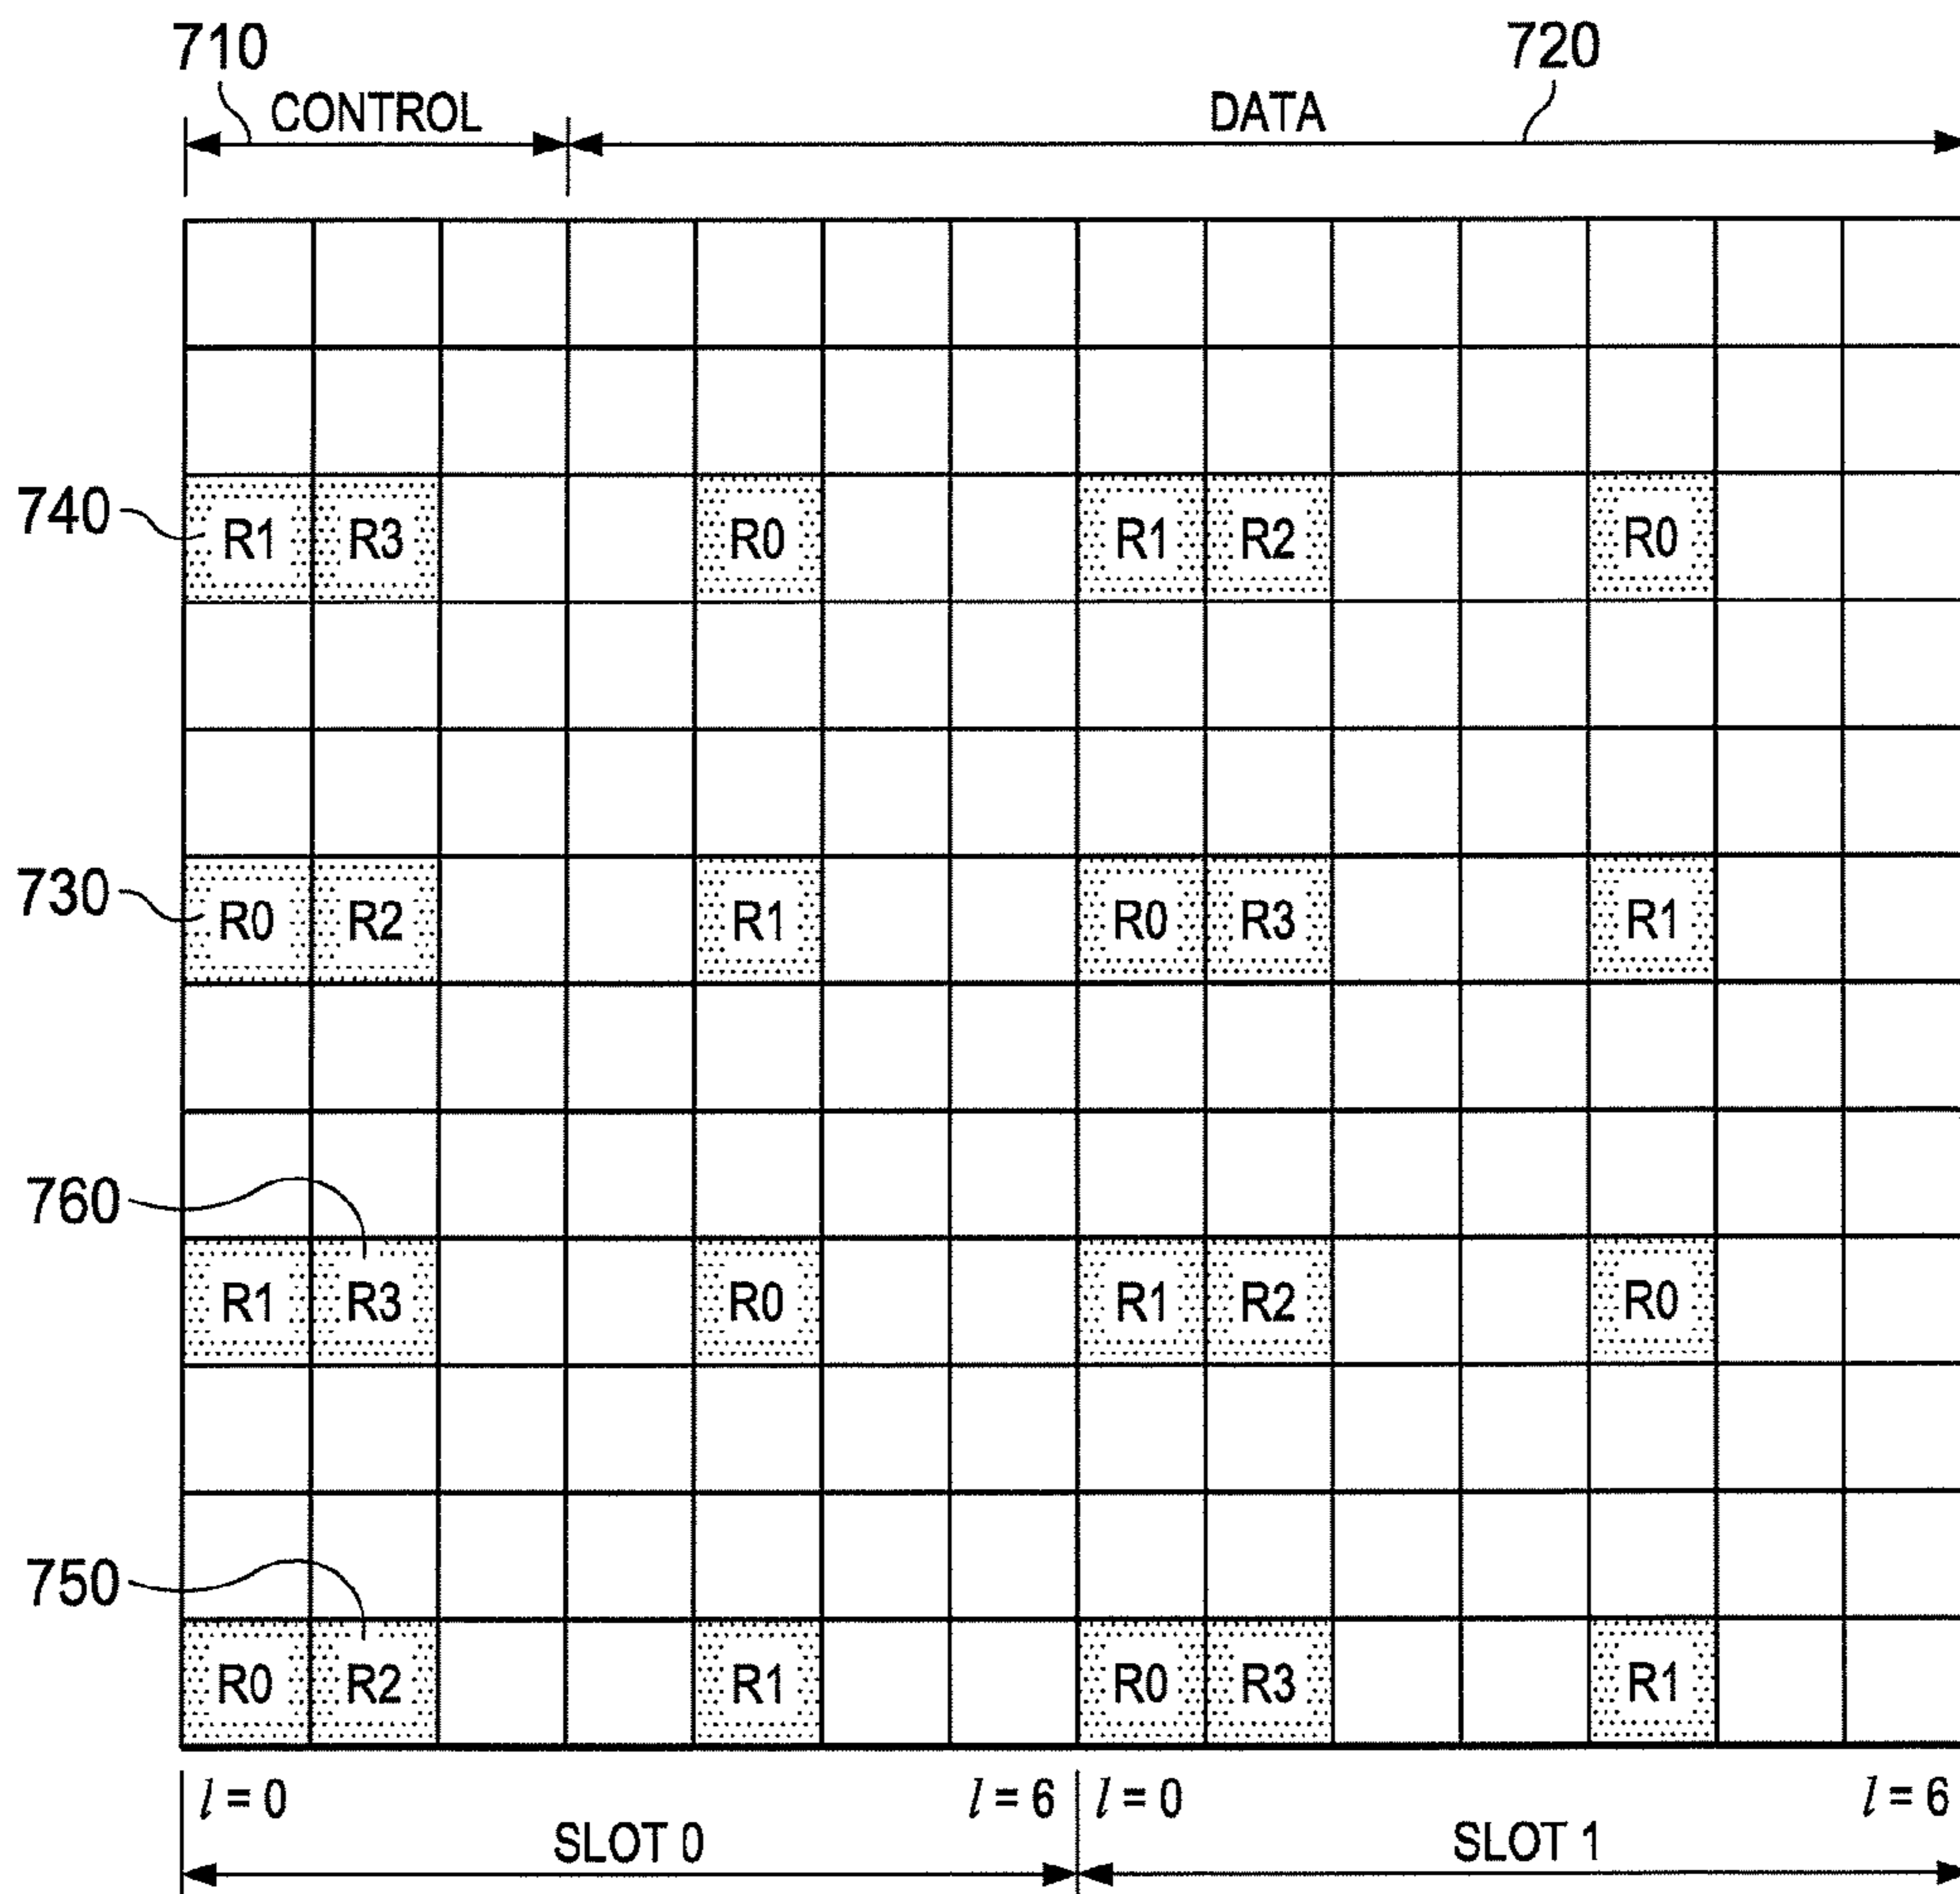 710
720
CONTROL
DATA
740
R1 R3 R0 R1 R2 R0
730
R0 R2 R1 R0 R3 R1
760
R1 R3 R0 R1 R2 R0
750
R0 R2 R1 R0 R3 R1
l = 0 l = 6 l = 0 l = 6
SLOT 0 SLOT 1